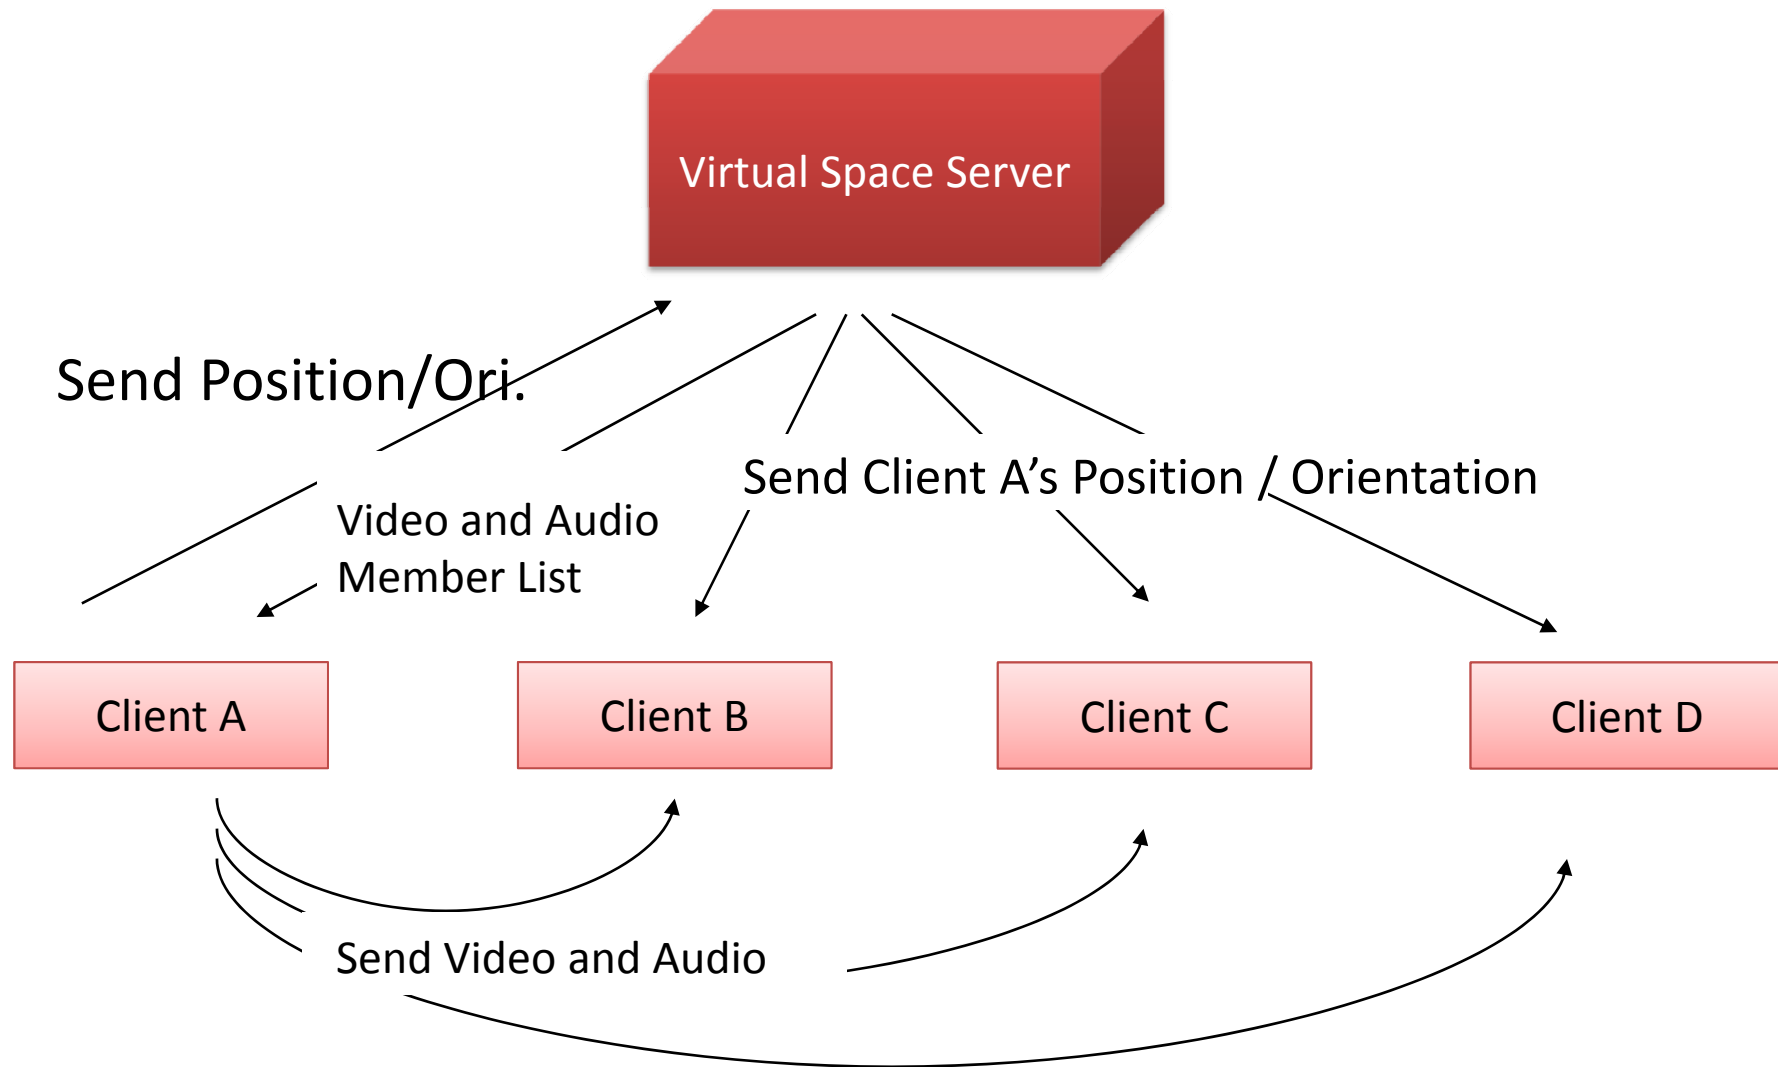 Virtual Space Server
Send Position/Ori.
Send Client A’s Position / Orientation
Video and Audio
Member List
Client A
Client B
Client C
Client D
Send Video and Audio